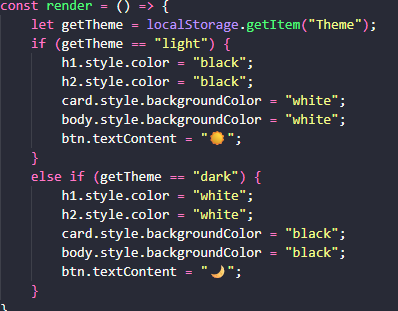 const render = () => {
    let getTheme = localStorage.getItem("Theme");
    if (getTheme == "light") {
        h1.style.color = "black";
        h2.style.color = "black";
        card.style.backgroundColor = "white";
        body.style.backgroundColor = "white";
        btn.textContent = "☀️";
    }
    else if (getTheme == "dark") {
        h1.style.color = "white";
        h2.style.color = "white";
        card.style.backgroundColor = "black";
        body.style.backgroundColor = "black";
        btn.textContent = "🌙";
    }
}